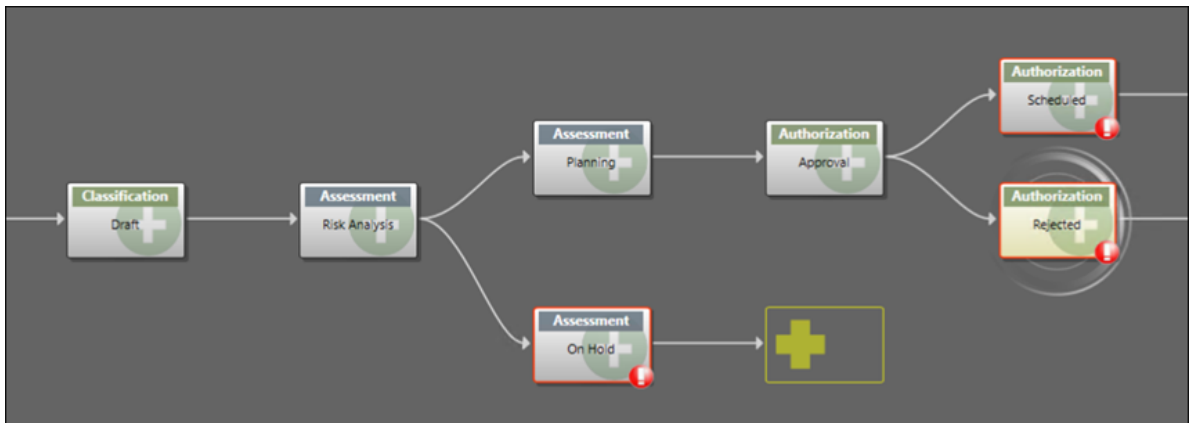 Classification
Draft
Assessment
Risk Analysis
Assessment
Planning
Authorization
Approval
Authorization
Scheduled
Authorization
Rejected
Assessment
On Hold